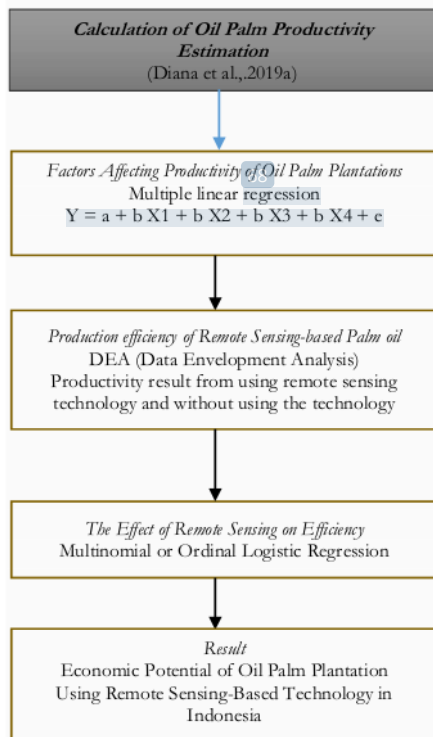 Calculation of Oil Palm Productivity
Estimation
(Diana et al.,.2019a)
Factors Affecting Productivity of Oil Palm Plantations
Multiple linear regression
Y = a + b X1 + b X2 + b X3 + b X4 + e
Production efficiency of Remote Sensing-based Palm oil
DEA (Data Envelopment Analysis)
Productivity result from using remote sensing
technology and without using the technology
The Effect of Remote Sensing on Efficiency
Multinomial or Ordinal Logistic Regression
Result
Economic Potential of Oil Palm Plantation
Using Remote Sensing-Based Technology in
Indonesia